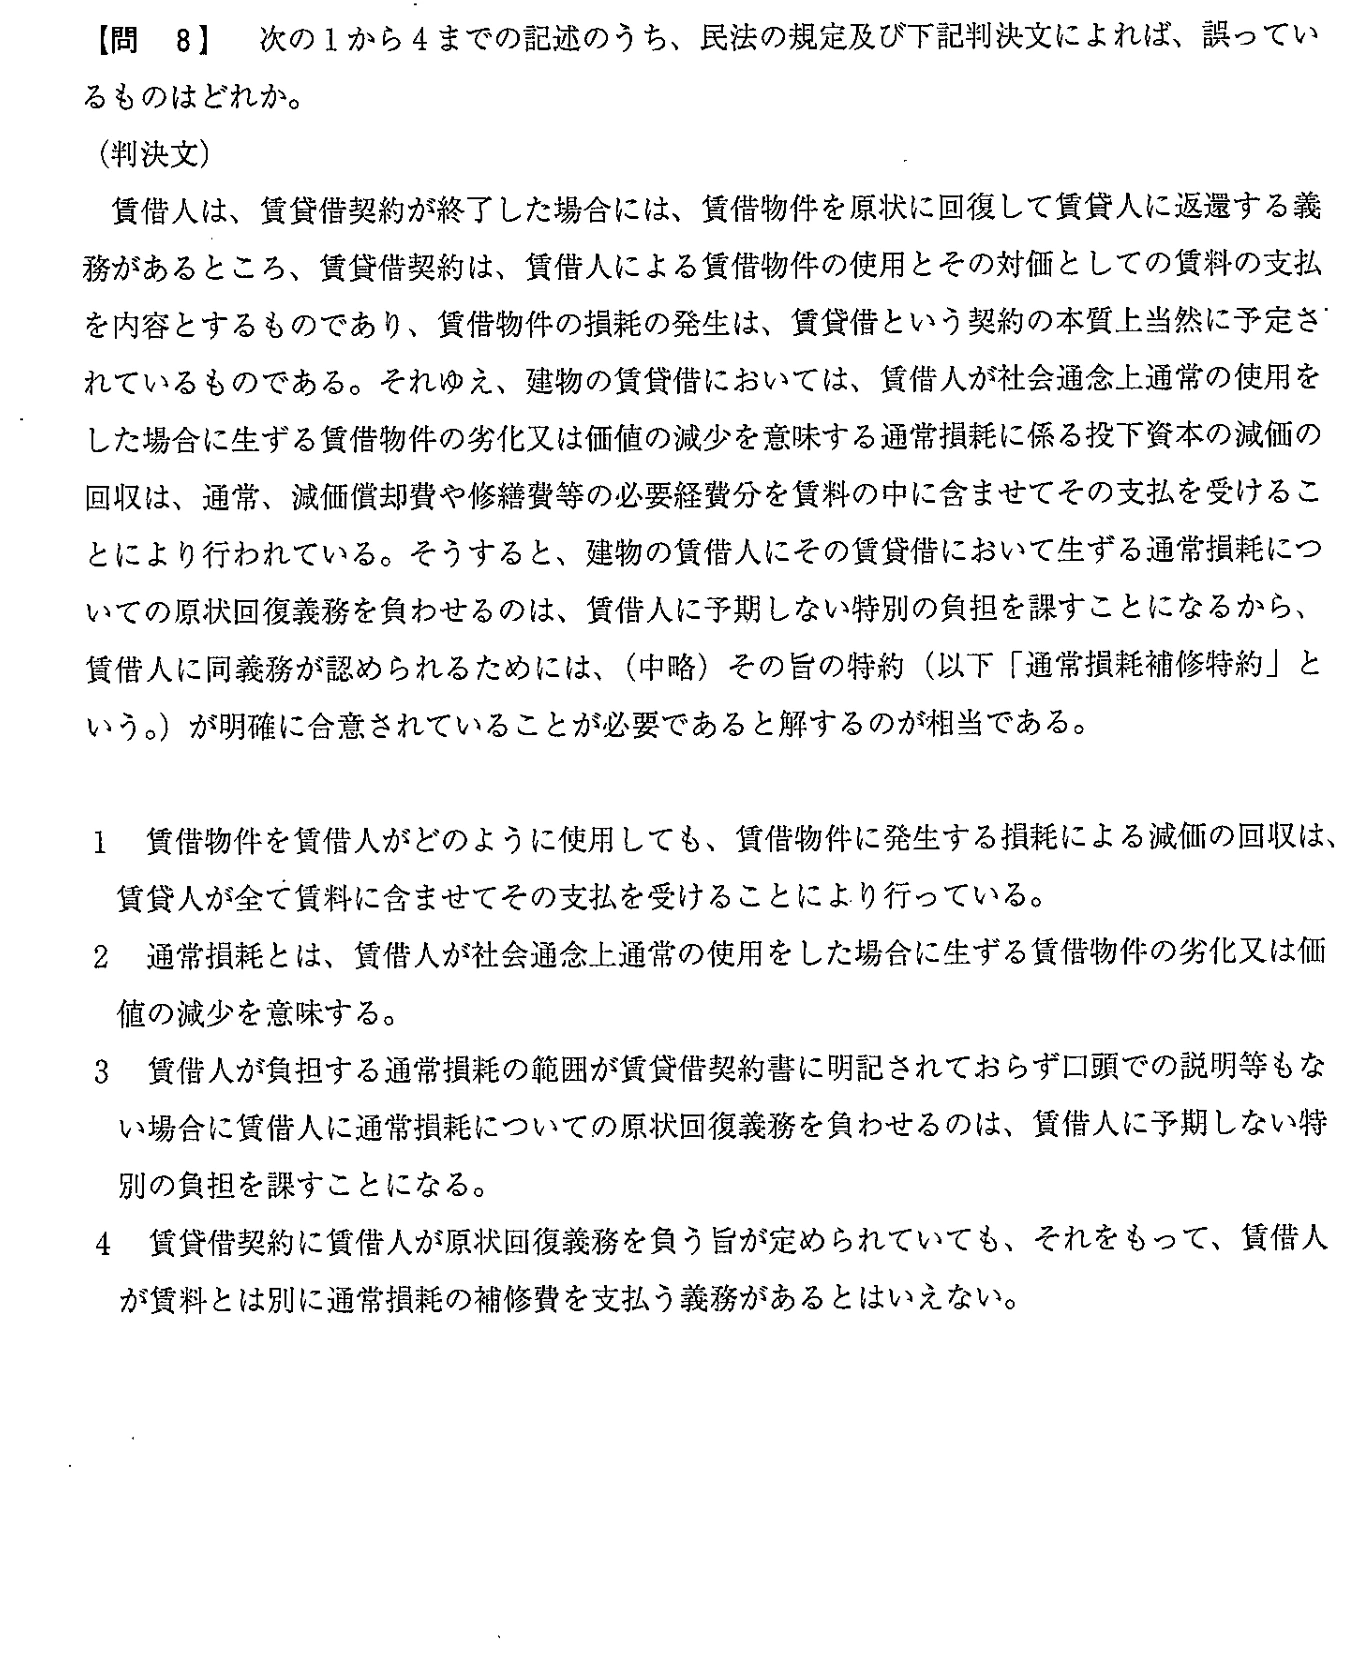 【問　8】　次の1から4までの記述のうち、民法の規定及び下記判決文によれば、誤ってい
るものはどれか。
（判決文）
　賃借人は、賃貸借契約が終了した場合には、賃借物件を原状に回復して賃貸人に返還する義
務があるところ、賃貸借契約は、賃借人による賃借物件の使用とその対価としての賃料の支払
を内容とするものであり、賃借物件の損耗の発生は、賃貸借という契約の本質上当然に予定さ
れているものである。それゆえ、建物の賃貸借においては、賃借人が社会通念上通常の使用を
した場合に生ずる賃借物件の劣化又は価値の減少を意味する通常損耗に係る投下資本の減価の
回収は、通常、減価償却費や修繕費等の必要経費分を賃料の中に含ませてその支払を受けるこ
とにより行われている。そうすると、建物の賃借人にその賃貸借において生ずる通常損耗につ
いての原状回復義務を負わせるのは、賃借人に予期しない特別の負担を課すことになるから、
賃借人に同義務が認められるためには、（中略）その旨の特約（以下「通常損耗補修特約」と
いう。）が明確に合意されていることが必要であると解するのが相当である。
1　賃借物件を賃借人がどのように使用しても、賃借物件に発生する損耗による減価の回収は、
賃貸人が全て賃料に含ませてその支払を受けることにより行っている。
2　通常損耗とは、賃借人が社会通念上通常の使用をした場合に生ずる賃借物件の劣化又は価
値の減少を意味する。
3　賃借人が負担する通常損耗の範囲が賃貸借契約書に明記されておらず口頭での説明等もな
い場合に賃借人に通常損耗についての原状回復義務を負わせるのは、賃借人に予期しない特
別の負担を課すことになる。
4　賃貸借契約に賃借人が原状回復義務を負う旨が定められていても、それをもって、賃借人
が賃料とは別に通常損耗の補修費を支払う義務があるとはいえない。